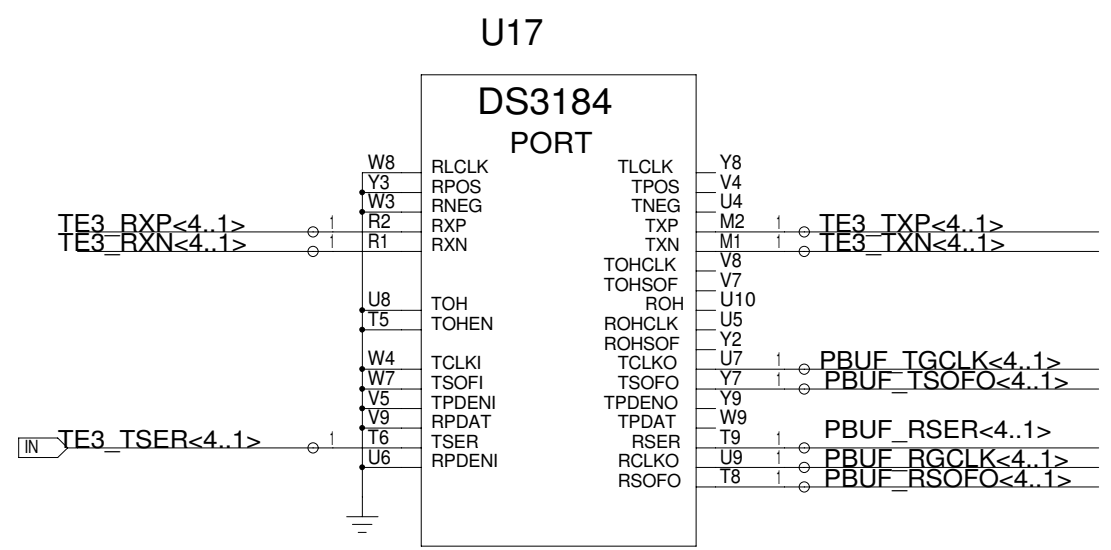 U17
DS3184
PORT
W8 RLCLK TLCLK Y8
Y3 RPOS TPOS V4
W3 RNEG TNEG U4
TE3_RXP<4..1> 1 R2 RXP TXP M2 1 TE3_TXP<4..1>
TE3_RXN<4..1> R1 RXN TXN M1 1 TE3_TXN<4..1>
TOHCLK V8
TOHSOF V7
U8 TOH ROH U10
T5 TOHEN ROHCLK U5
ROHSOF Y2
W4 TCLKI TCLKO U7 1 PBUF_TGCLK<4..1>
W7 TSOFI TSOFO Y7 1 PBUF_TSOFO<4..1>
V5 TPDENI TPDENO Y9
V9 RPDAT TPDAT W9
IN TE3_TSER<4..1> 1 T6 TSER RSER T9 1 PBUF_RSER<4..1>
U6 RPDENI RCLKO U9 1 PBUF_RGCLK<4..1>
RSOFO T8 1 PBUF_RSOFO<4..1>